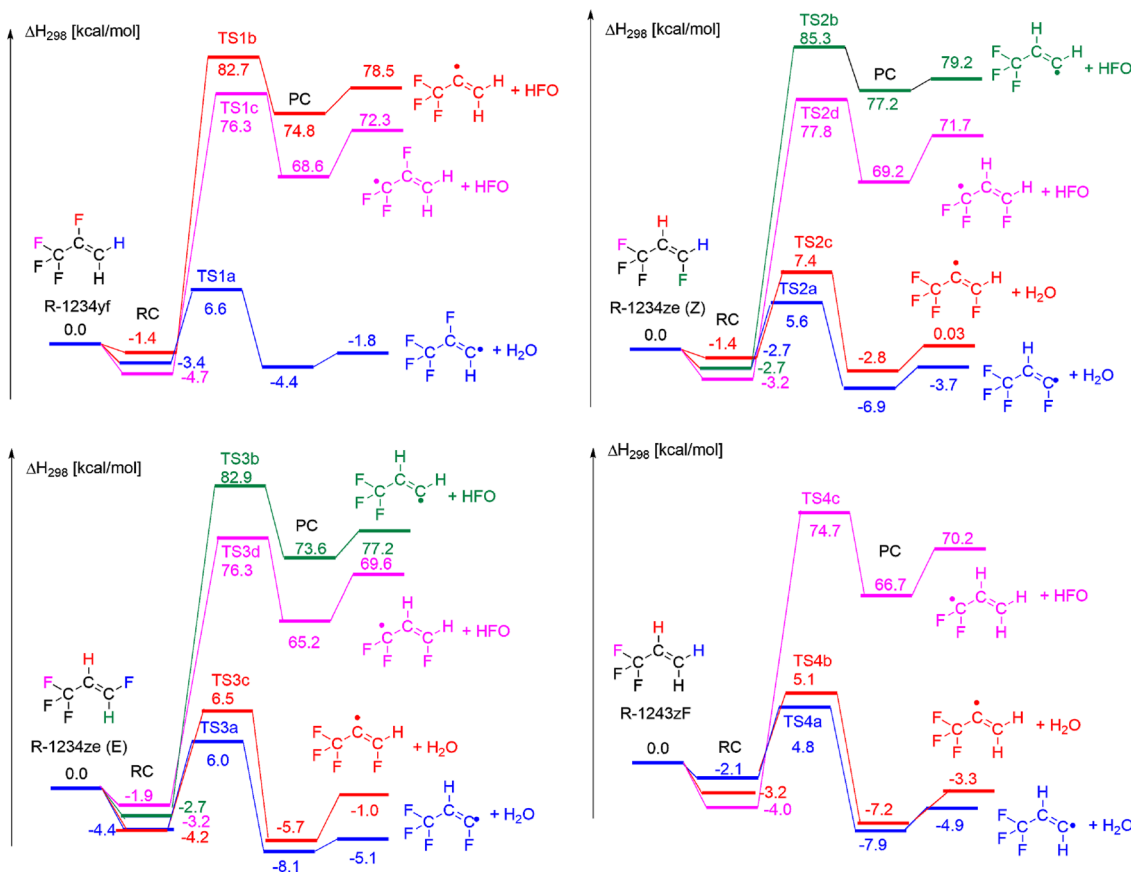 ΔH298 [kcal/mol]
TS1b
82.7
PC
74.8
78.5
F
F
F
C
C
H
H
+ HFO
TS1c
76.3
68.6
72.3
F
C
C
C
F
F
H
H
+ HFO
F
F
C
H
F
F
H
R-1234yf
0.0
RC
-1.4
-3.4
-4.7
TS1a
6.6
-4.4
-1.8
F
F
C
C
F
F
H
+ H2O
ΔH298 [kcal/mol]
TS2b
85.3
PC
77.2
79.2
H
F
F
F
C
C
H
+ HFO
TS2d
77.8
69.2
71.7
H
C
C
C
H
F
F
F
+ HFO
H
F
C
H
F
F
F
R-1234ze (Z)
0.0
RC
-1.4
-2.7
-2.7
-3.2
TS2c
7.4
TS2a
5.6
-2.8
0.03
F
C
C
H
F
F
F
+ H2O
-6.9
-3.7
H
F
C
C
F
F
F
+ H2O
ΔH298 [kcal/mol]
TS3b
82.9
PC
73.6
77.2
H
F
F
F
C
C
H
+ HFO
TS3d
76.3
65.2
69.6
H
C
C
C
H
F
F
F
+ HFO
H
F
C
F
F
F
H
R-1234ze (E)
0.0
RC
-1.9
-2.7
-3.2
-4.4
-4.2
TS3c
6.5
TS3a
6.0
-5.7
-1.0
F
C
C
H
F
F
F
+ H2O
-8.1
-5.1
H
F
C
C
F
F
F
+ H2O
ΔH298 [kcal/mol]
TS4c
74.7
PC
66.7
70.2
H
C
C
C
H
F
F
H
+ HFO
H
F
C
H
F
F
H
R-1243zF
0.0
RC
-2.1
-3.2
-4.0
TS4b
5.1
TS4a
4.8
-7.2
-3.3
F
C
C
H
F
F
H
+ H2O
-7.9
-4.9
H
F
C
C
F
F
H
+ H2O